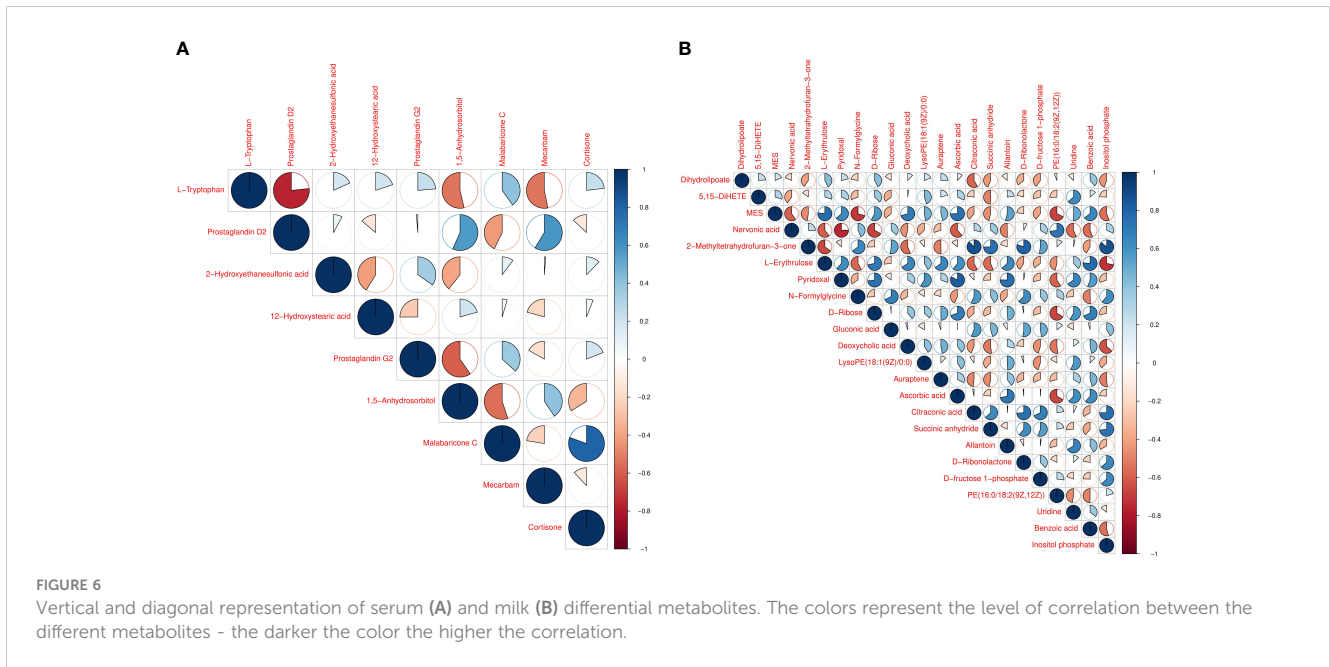 A
B
L-Tryptophan
Prostaglandin D2
2-Hydroxyethanesulfonic acid
12-Hydroxystearic acid
Prostaglandin G2
1,5-Anhydrosorbitol
Malabaricone C
Mecarbam
Cortisone
L-Tryptophan
Prostaglandin D2
2-Hydroxyethanesulfonic acid
12-Hydroxystearic acid
Prostaglandin G2
1,5-Anhydrosorbitol
Malabaricone C
Mecarbam
Cortisone
1
0.8
0.6
0.4
0.2
0
-0.2
-0.4
-0.6
-0.8
-1
Dihydrolipoate
5,15-DiHETE
MES
Nervonic acid
2-Methyltetrahydrofuran-3-one
L-Erythrulose
Pyridoxal
N-Formylglycine
D-Ribose
Gluconic acid
Deoxycholic acid
LysoPE(18:1(9Z)/0:0)
Auraptene
Ascorbic acid
Citraconic acid
Succinic anhydride
Allantoin
D-Ribonolactone
D-fructose 1-phosphate
PE(16:0/18:2(9Z,12Z))
Uridine
Benzoic acid
Inositol phosphate
Dihydrolipoate
5,15-DiHETE
MES
Nervonic acid
2-Methyltetrahydrofuran-3-one
L-Erythrulose
Pyridoxal
N-Formylglycine
D-Ribose
Gluconic acid
Deoxycholic acid
LysoPE(18:1(9Z)/0:0)
Auraptene
Ascorbic acid
Citraconic acid
Succinic anhydride
Allantoin
D-Ribonolactone
D-fructose 1-phosphate
PE(16:0/18:2(9Z,12Z))
Uridine
Benzoic acid
Inositol phosphate
1
0.8
0.6
0.4
0.2
0
-0.2
-0.4
-0.6
-0.8
-1
FIGURE 6
Vertical and diagonal representation of serum (A) and milk (B) differential metabolites. The colors represent the level of correlation between the
different metabolites - the darker the color the higher the correlation.